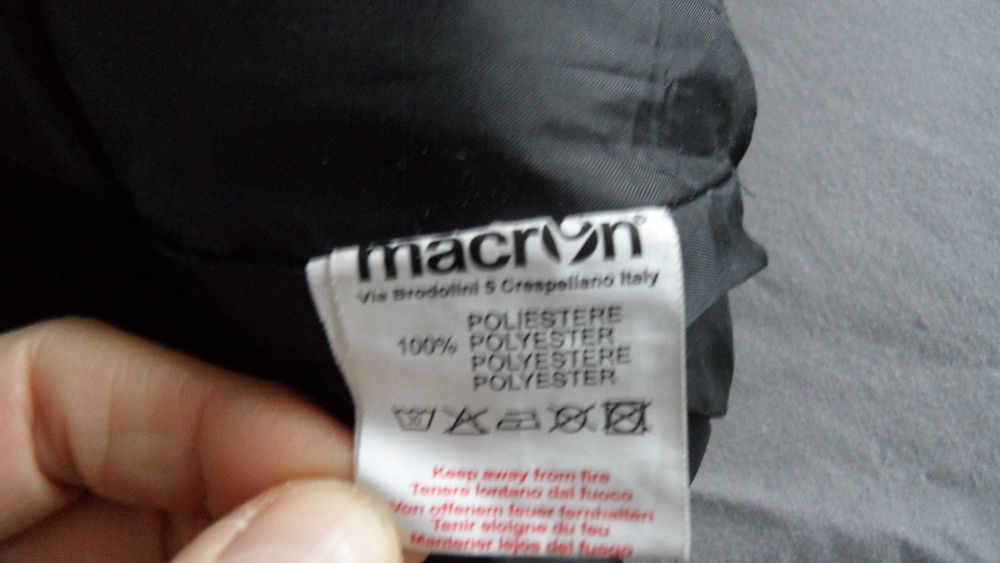 macron
Via Brodolini 5 Crespellano Italy
POLIESTERE
100% POLYESTER
POLYESTERE
POLYESTER
Keep away from fire
Tenere lontano dal fuoco
Von offenem feuer fernhalten
Tenir eloigne du feu
Mantener lejos del fuego